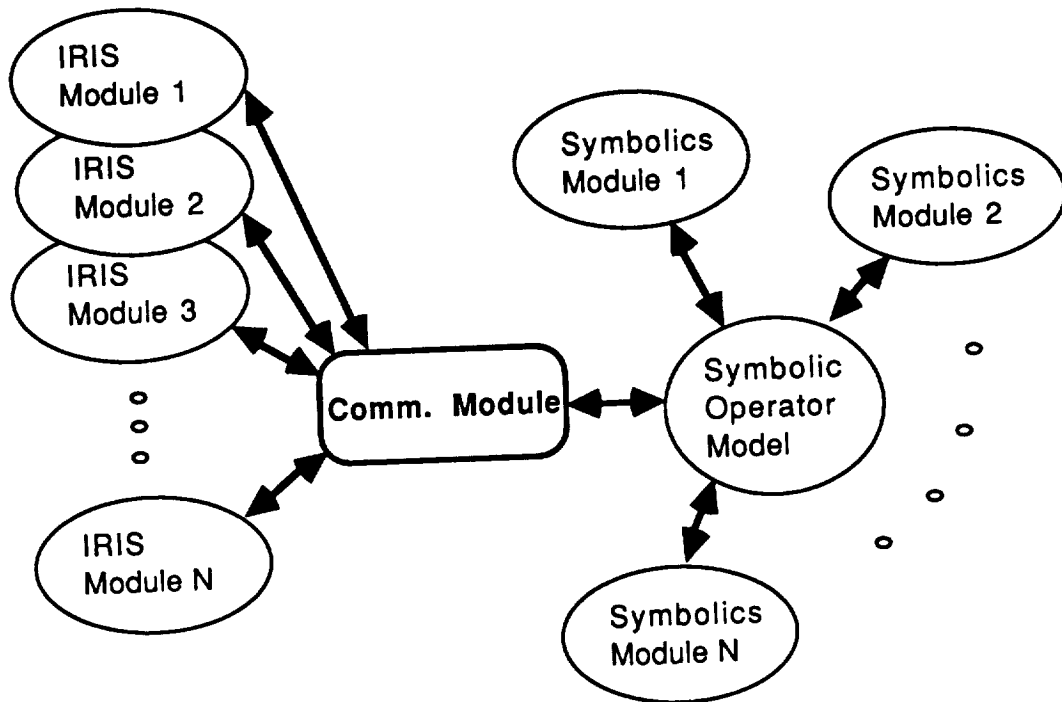 IRIS
Module 1
IRIS
Module 2
IRIS
Module 3
IRIS
Module N
Comm. Module
Symbolics
Module 1
Symbolics
Module 2
Symbolic
Operator
Model
Symbolics
Module N